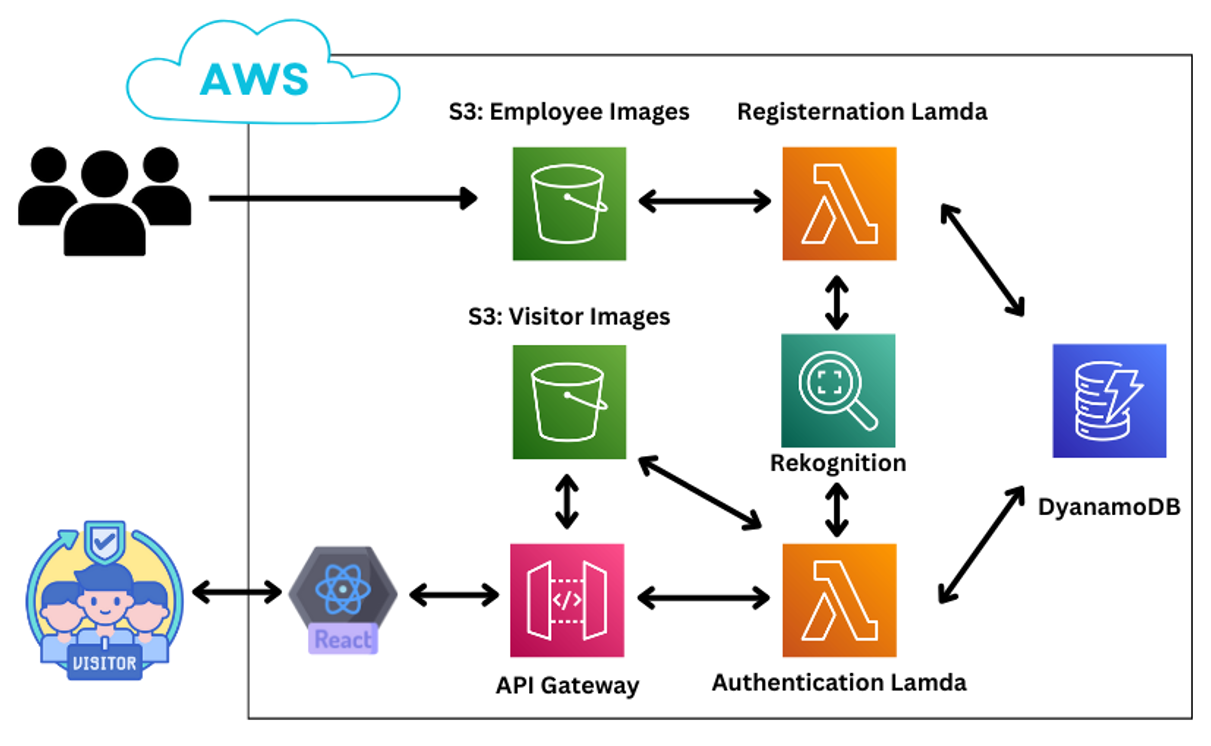 AWS
S3: Employee Images
Registernation Lamda
S3: Visitor Images
Rekognition
DyanamoDB
React
VISITOR
API Gateway
Authentication Lamda